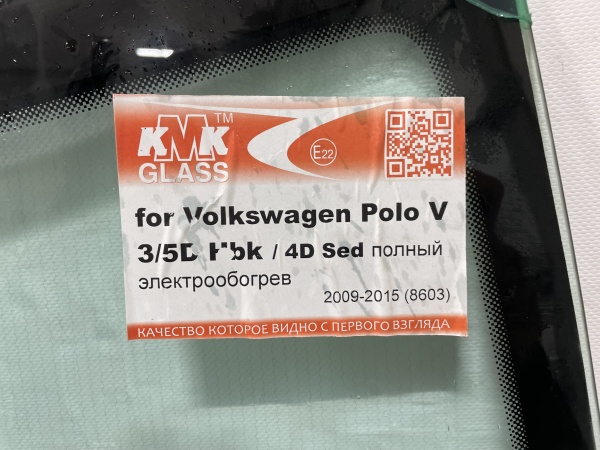 KMK™
GLASS
E22
for Volkswagen Polo V
3/5D Hbk / 4D Sed полный
электрообогрев
2009-2015 (8603)
КАЧЕСТВО КОТОРОЕ ВИДНО С ПЕРВОГО ВЗГЛЯДА